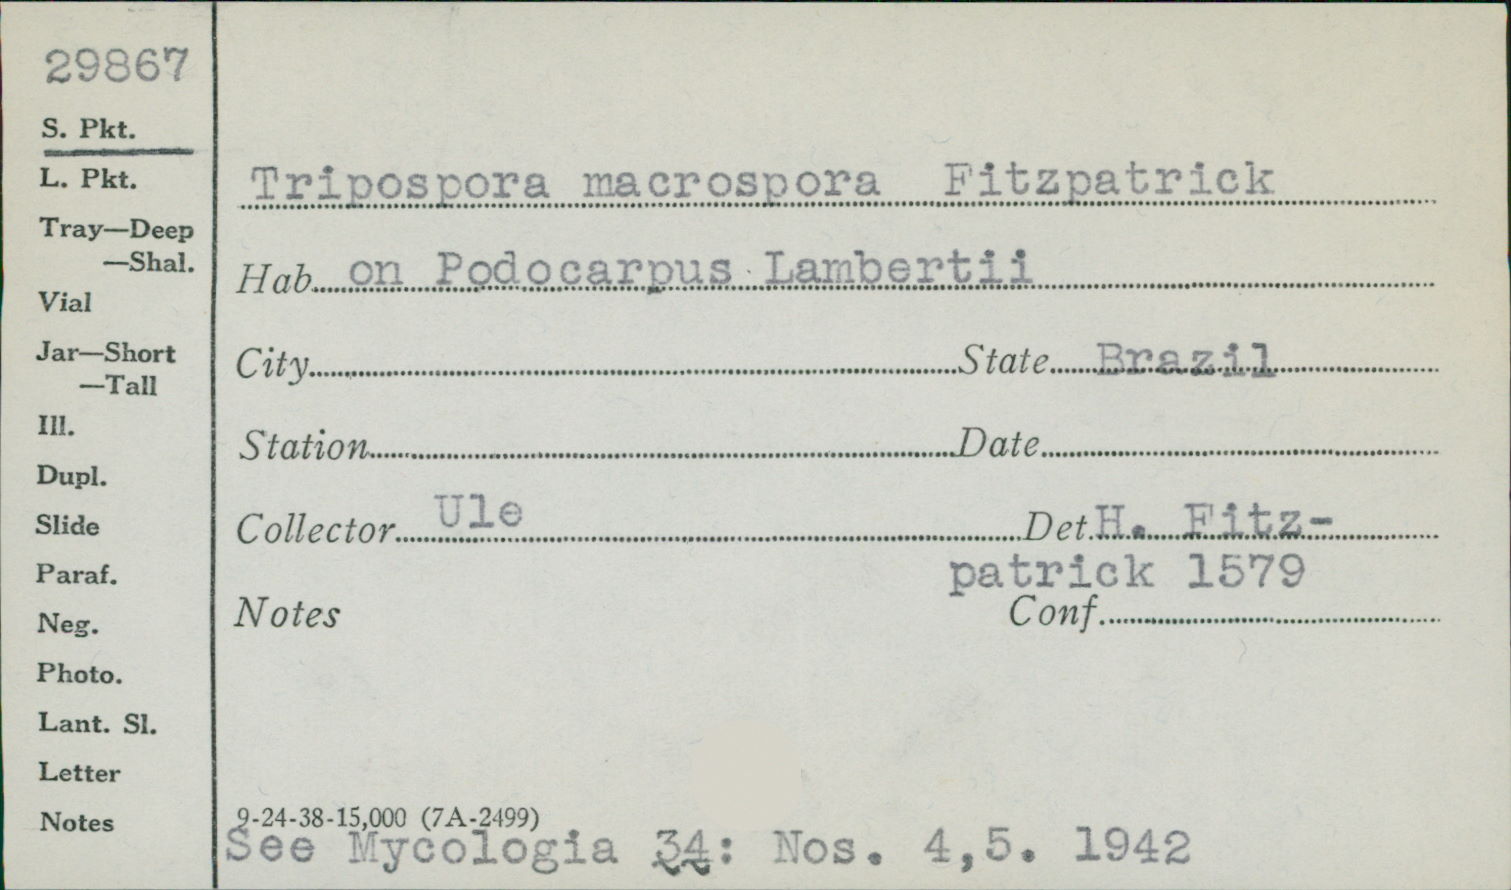 29867
S. Pkt.
L. Pkt.
Tray—Deep
—Shal.
Vial
Jar—Short
—Tall
Ill.
Dupl.
Slide
Paraf.
Neg.
Photo.
Lant. Sl.
Letter
Notes
Tripospora macrospora Fitzpatrick
Hab. on Podocarpus Lambertii
City State Brazil
Station Date
Collector Ule Det. H. Fitz-
patrick 1579
Notes Conf.
9-24-38-15,000 (7A-2499)
See Mycologia 34: Nos. 4,5. 1942